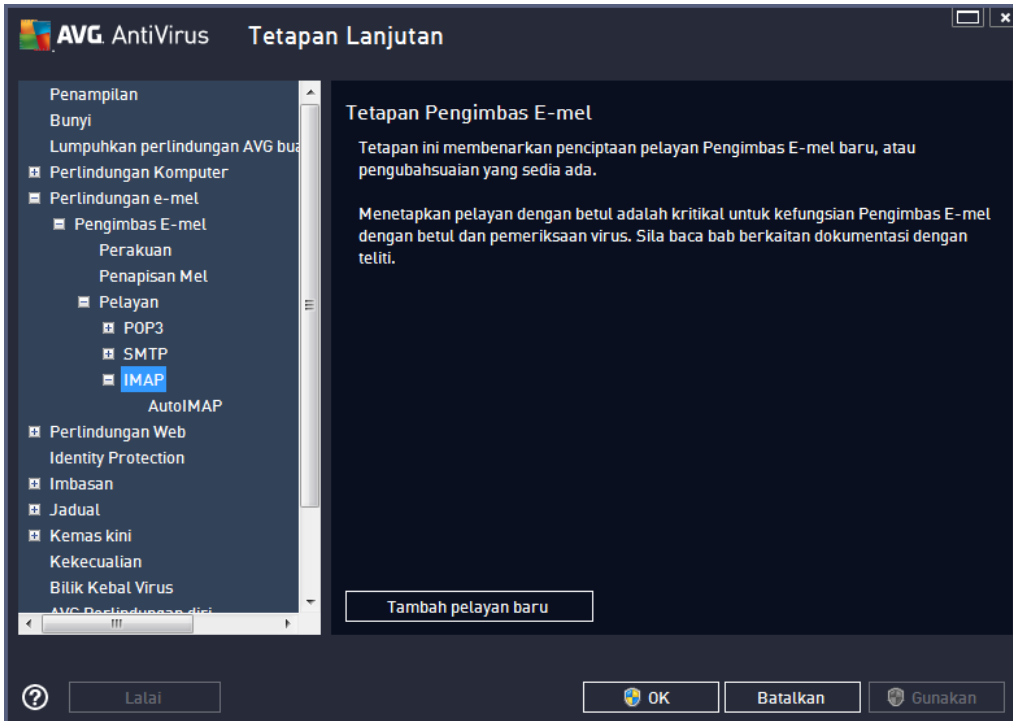 AVG. AntiVirus Tetapan Lanjutan
Penampilan
Bunyi
Lumpuhkan perlindungan AVG bua
Perlindungan Komputer
Perlindungan e-mel
Pengimbas E-mel
Perakuan
Penapisan Mel
Pelayan
POP3
SMTP
IMAP
AutoIMAP
Perlindungan Web
Identity Protection
Imbasan
Jadual
Kemas kini
Kekecualian
Bilik Kebal Virus
AVG Perlindungan diri
Tetapan Pengimbas E-mel
Tetapan ini membenarkan penciptaan pelayan Pengimbas E-mel baru, atau
pengubahsuaian yang sedia ada.
Menetapkan pelayan dengan betul adalah kritikal untuk kefungsian Pengimbas E-mel
dengan betul dan pemeriksaan virus. Sila baca bab berkaitan dokumentasi dengan
teliti.
Tambah pelayan baru
Lalai
OK
Batalkan
Gunakan